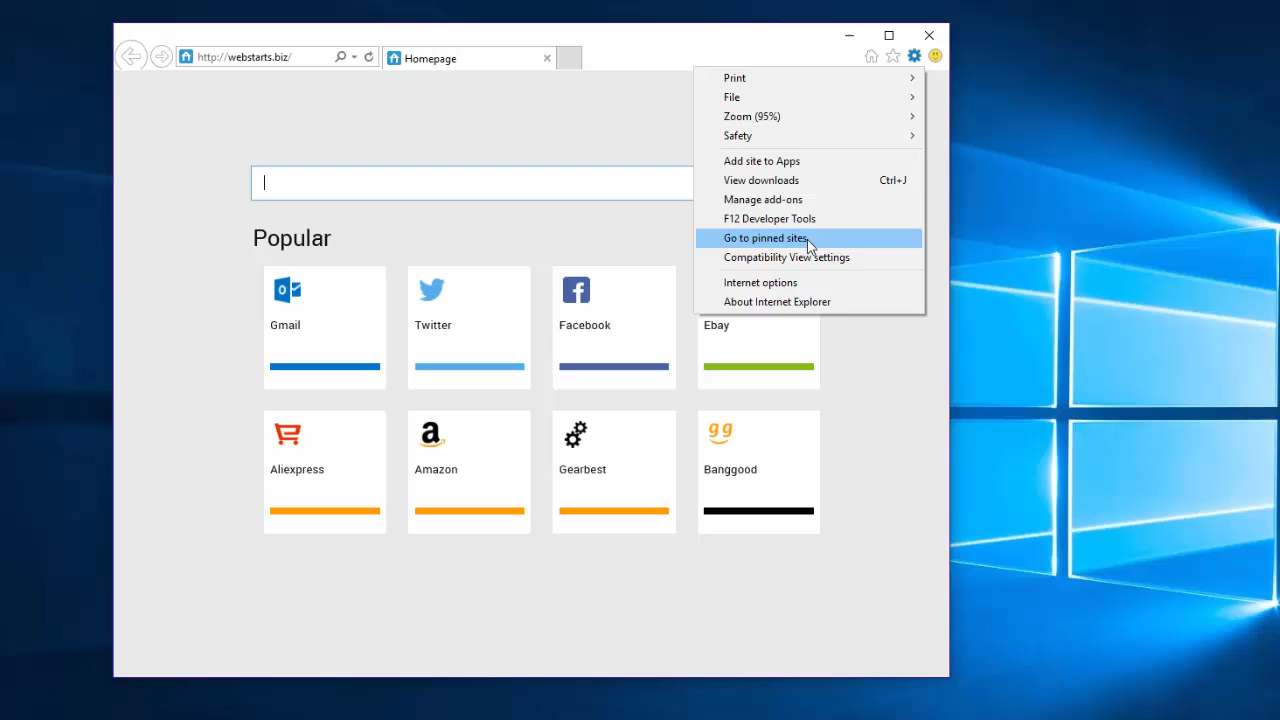 http://webstarts.biz/
Homepage
Print
File
Zoom (95%)
Safety
Add site to Apps
View downloads Ctrl+J
Manage add-ons
F12 Developer Tools
Go to pinned sites
Compatibility View settings
Internet options
About Internet Explorer
Popular
Gmail Twitter Facebook Ebay
Aliexpress Amazon Gearbest Banggood